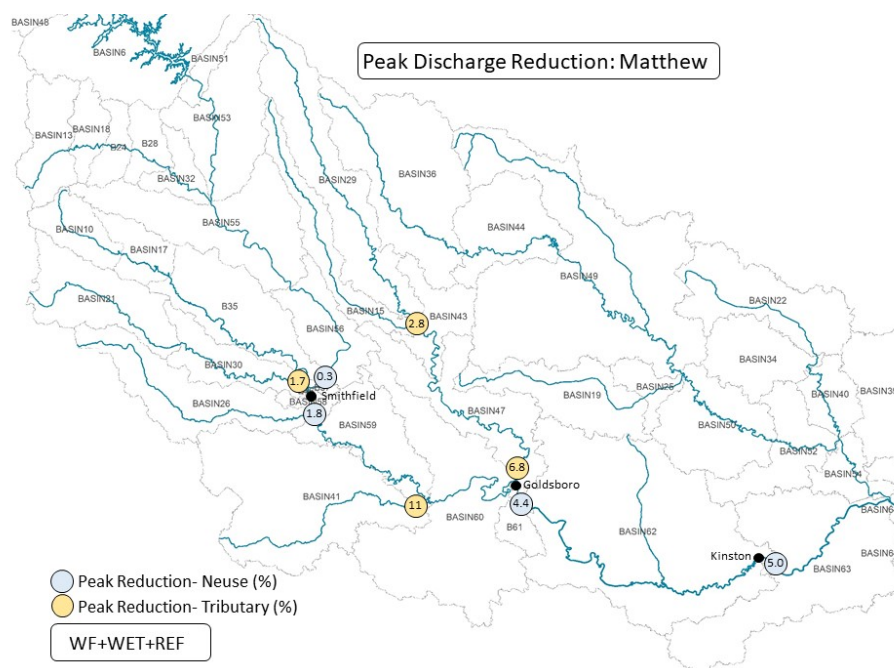 BASIN48
BASIN6
BASIN51
Peak Discharge Reduction: Matthew
BASIN53
BASIN13
BASIN18
B24
B28
BASIN32
BASIN29
BASIN36
BASIN10
BASIN55
BASIN17
BASIN44
BASIN49
BASIN21
B35
BASIN56
BASIN15
BASIN43
BASIN22
2.8
BASIN30
1.7
0.3
BASIN34
BASIN26
Smithfield
1.8
BASIN59
BASIN47
BASIN19
BASIN25
BASIN40
BASIN50
BASIN52
BASIN54
6.8
Goldsboro
BASIN41
11
4.4
BASIN60
B61
BASIN62
Kinston
5.0
BASIN63
Peak Reduction- Neuse (%)
Peak Reduction- Tributary (%)
WF+WET+REF